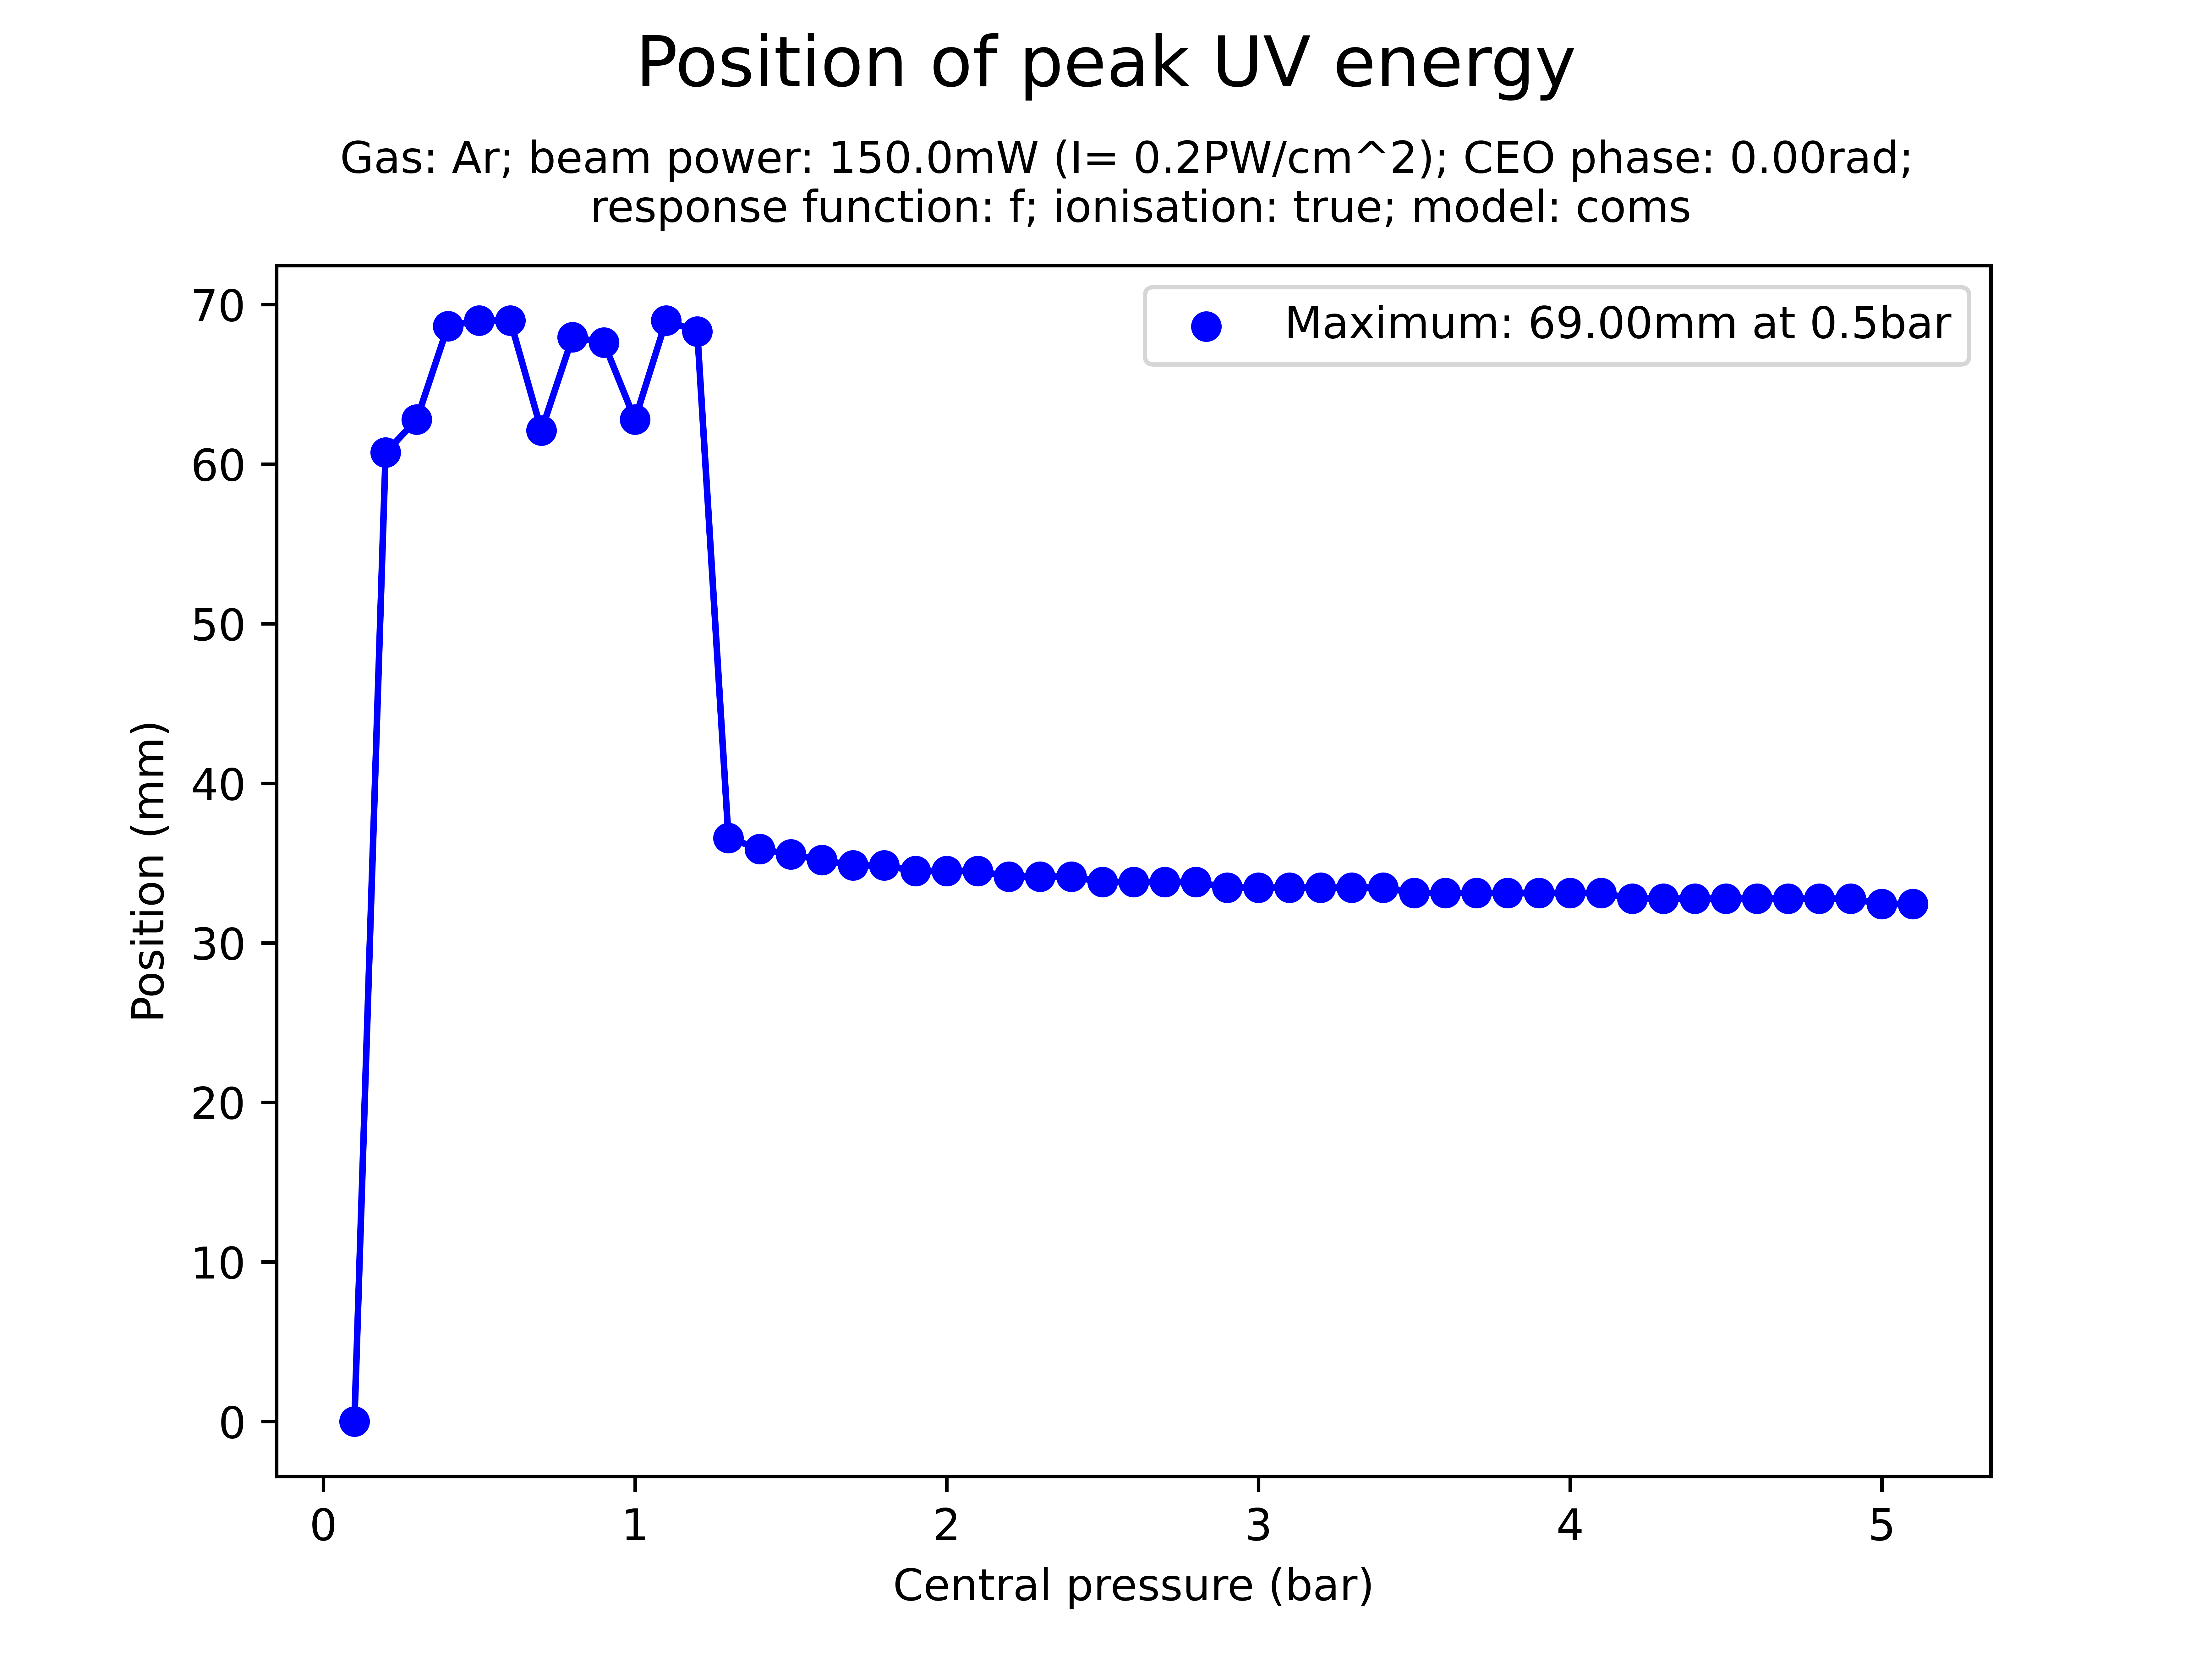 Position of peak UV energy
Gas: Ar; beam power: 150.0mW (I= 0.2PW/cm^2); CEO phase: 0.00rad;
response function: f; ionisation: true; model: coms
Maximum: 69.00mm at 0.5bar
70
60
50
40
30
20
10
0
Position (mm)
0 1 2 3 4 5
Central pressure (bar)